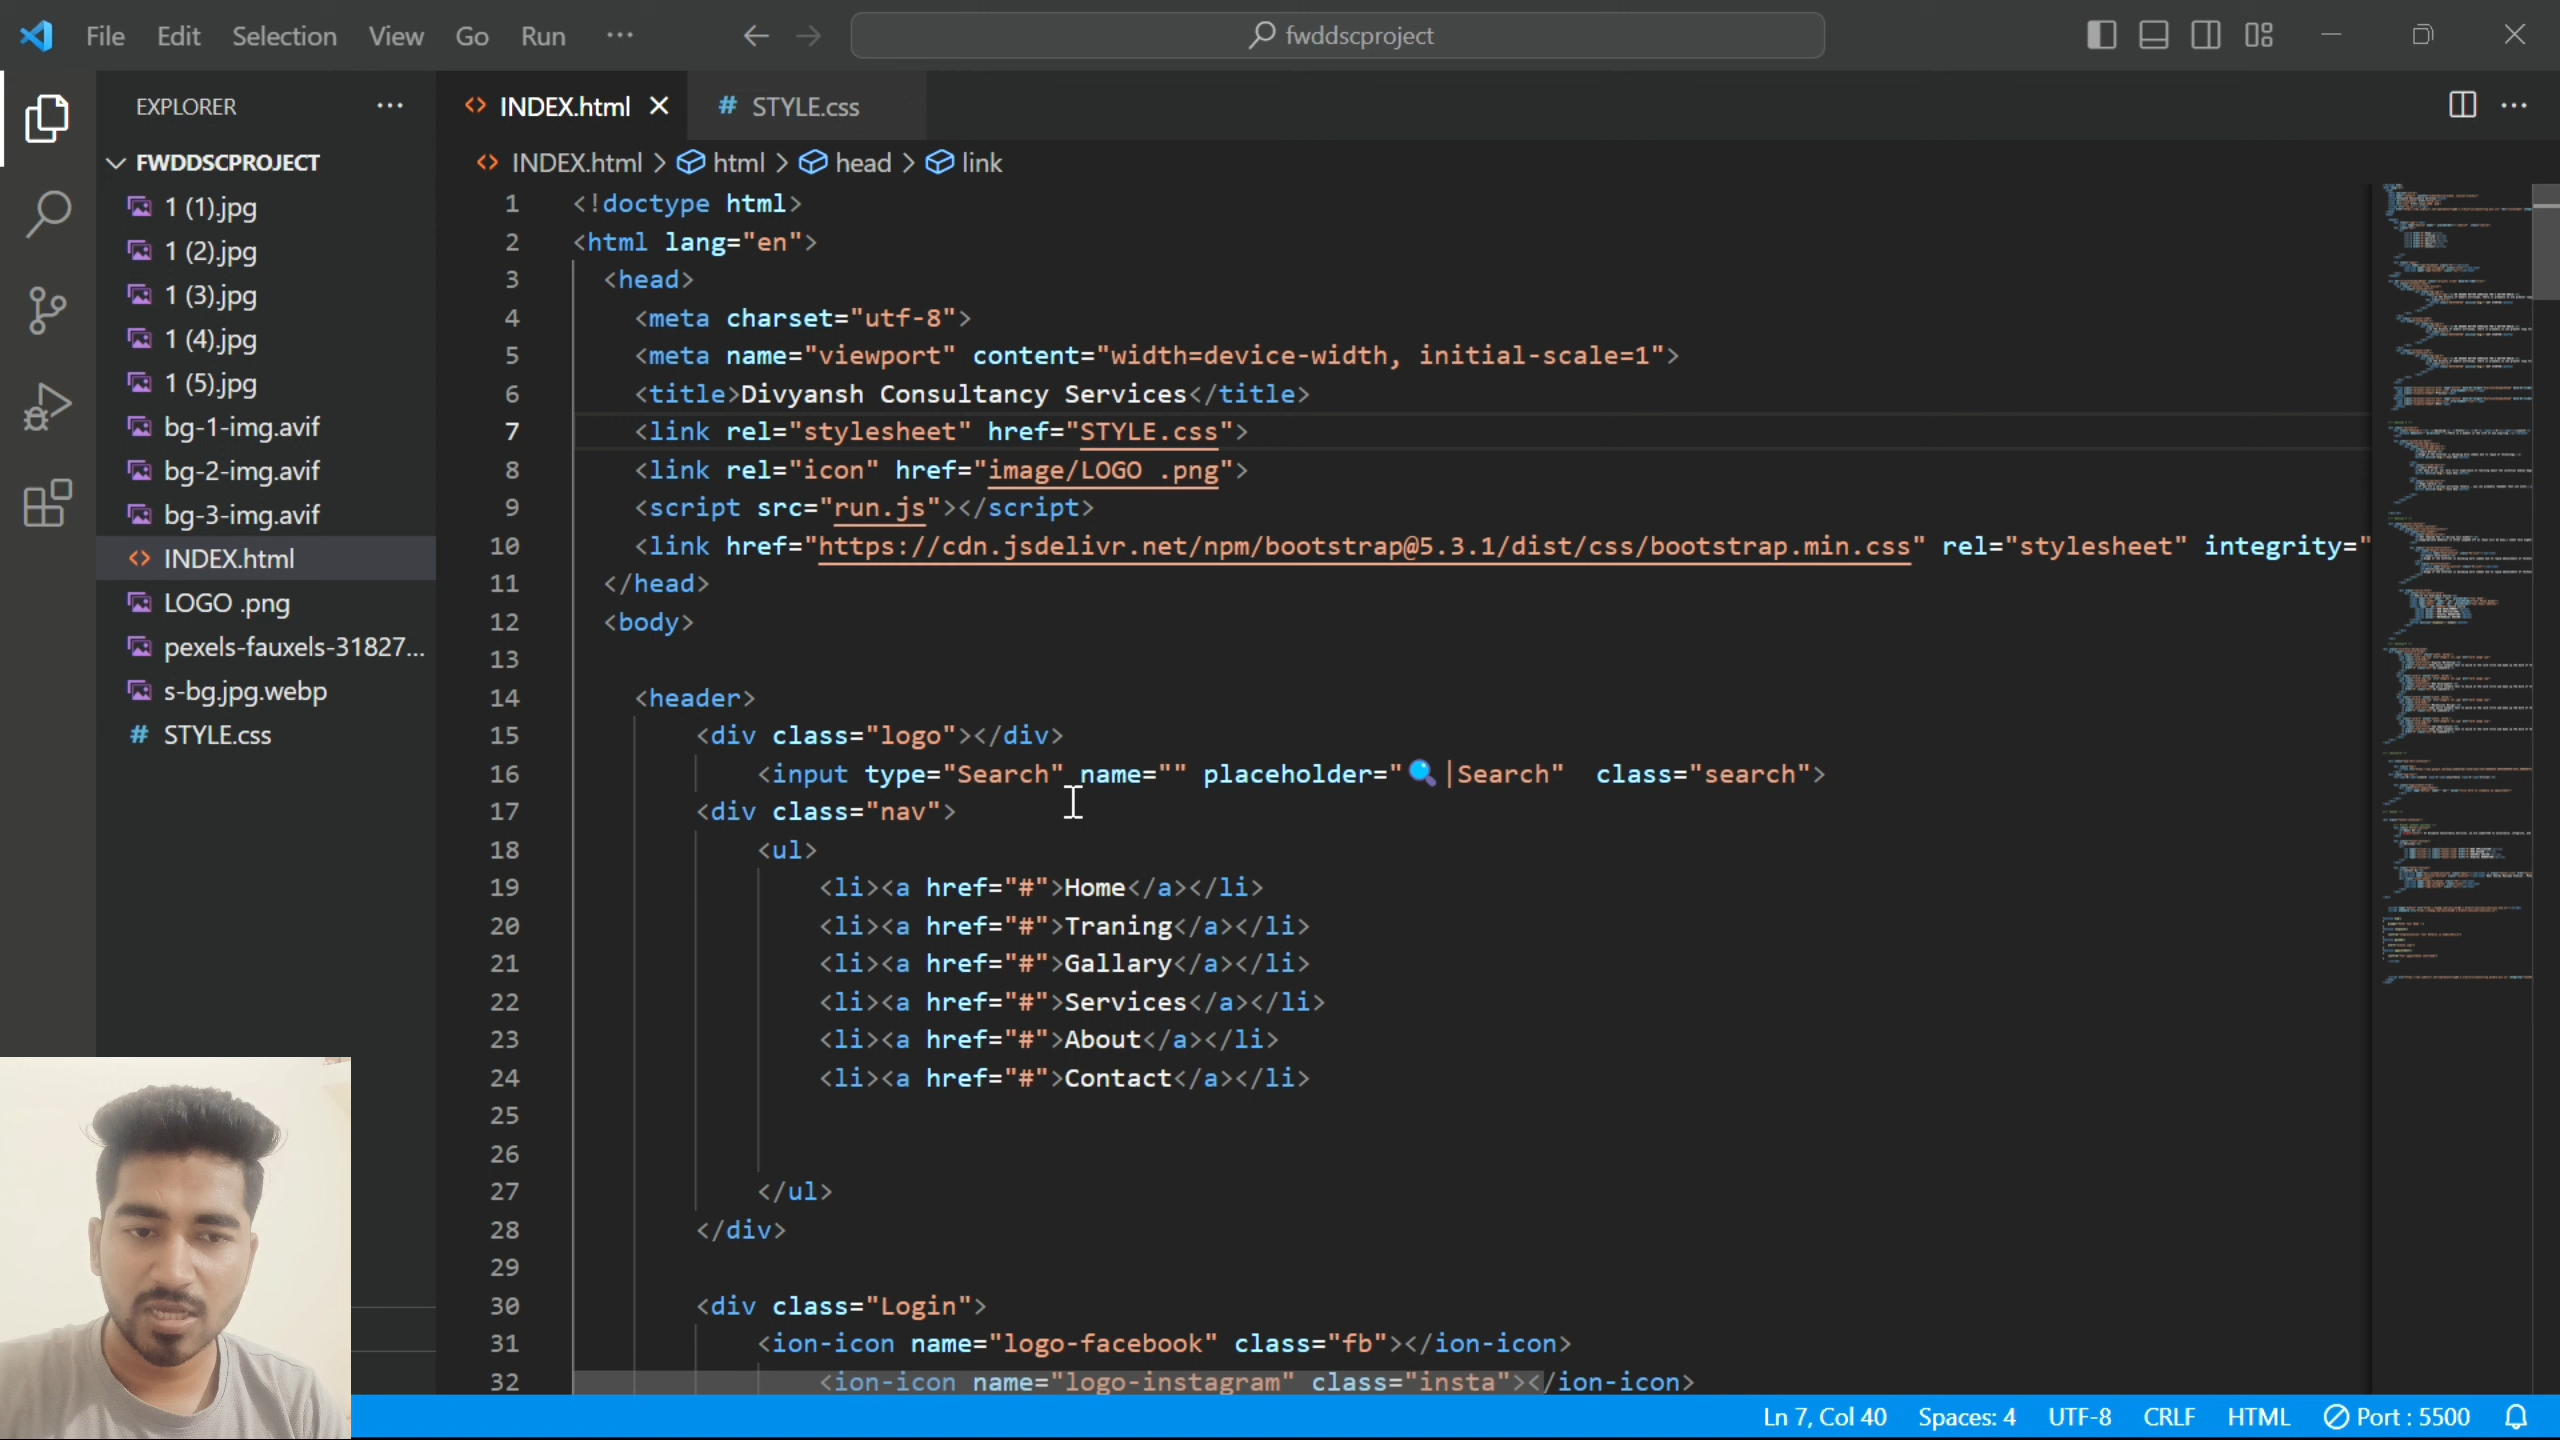 File Edit Selection View Go Run ··· fwddscproject
EXPLORER ···
FWDDSCPROJECT
1 (1).jpg
1 (2).jpg
1 (3).jpg
1 (4).jpg
1 (5).jpg
bg-1-img.avif
bg-2-img.avif
bg-3-img.avif
INDEX.html
LOGO .png
pexels-fauxels-31827...
s-bg.jpg.webp
# STYLE.css
<> INDEX.html × # STYLE.css
<> INDEX.html > html > head > link
1 <!doctype html>
2 <html lang="en">
3 <head>
4 <meta charset="utf-8">
5 <meta name="viewport" content="width=device-width, initial-scale=1">
6 <title>Divyansh Consultancy Services</title>
7 <link rel="stylesheet" href="STYLE.css">
8 <link rel="icon" href="image/LOGO .png">
9 <script src="run.js"></script>
10 <link href="https://cdn.jsdelivr.net/npm/bootstrap@5.3.1/dist/css/bootstrap.min.css" rel="stylesheet" integrity="
11 </head>
12 <body>
13
14 <header>
15 <div class="logo"></div>
16 <input type="Search" name="" placeholder="🔍|Search"  class="search">
17 <div class="nav">
18 <ul>
19 <li><a href="#">Home</a></li>
20 <li><a href="#">Traning</a></li>
21 <li><a href="#">Gallary</a></li>
22 <li><a href="#">Services</a></li>
23 <li><a href="#">About</a></li>
24 <li><a href="#">Contact</a></li>
25
26
27 </ul>
28 </div>
29
30 <div class="Login">
31 <ion-icon name="logo-facebook" class="fb"></ion-icon>
32 <ion-icon name="logo-instagram" class="insta"></ion-icon>
Ln 7, Col 40 Spaces: 4 UTF-8 CRLF HTML Port : 5500